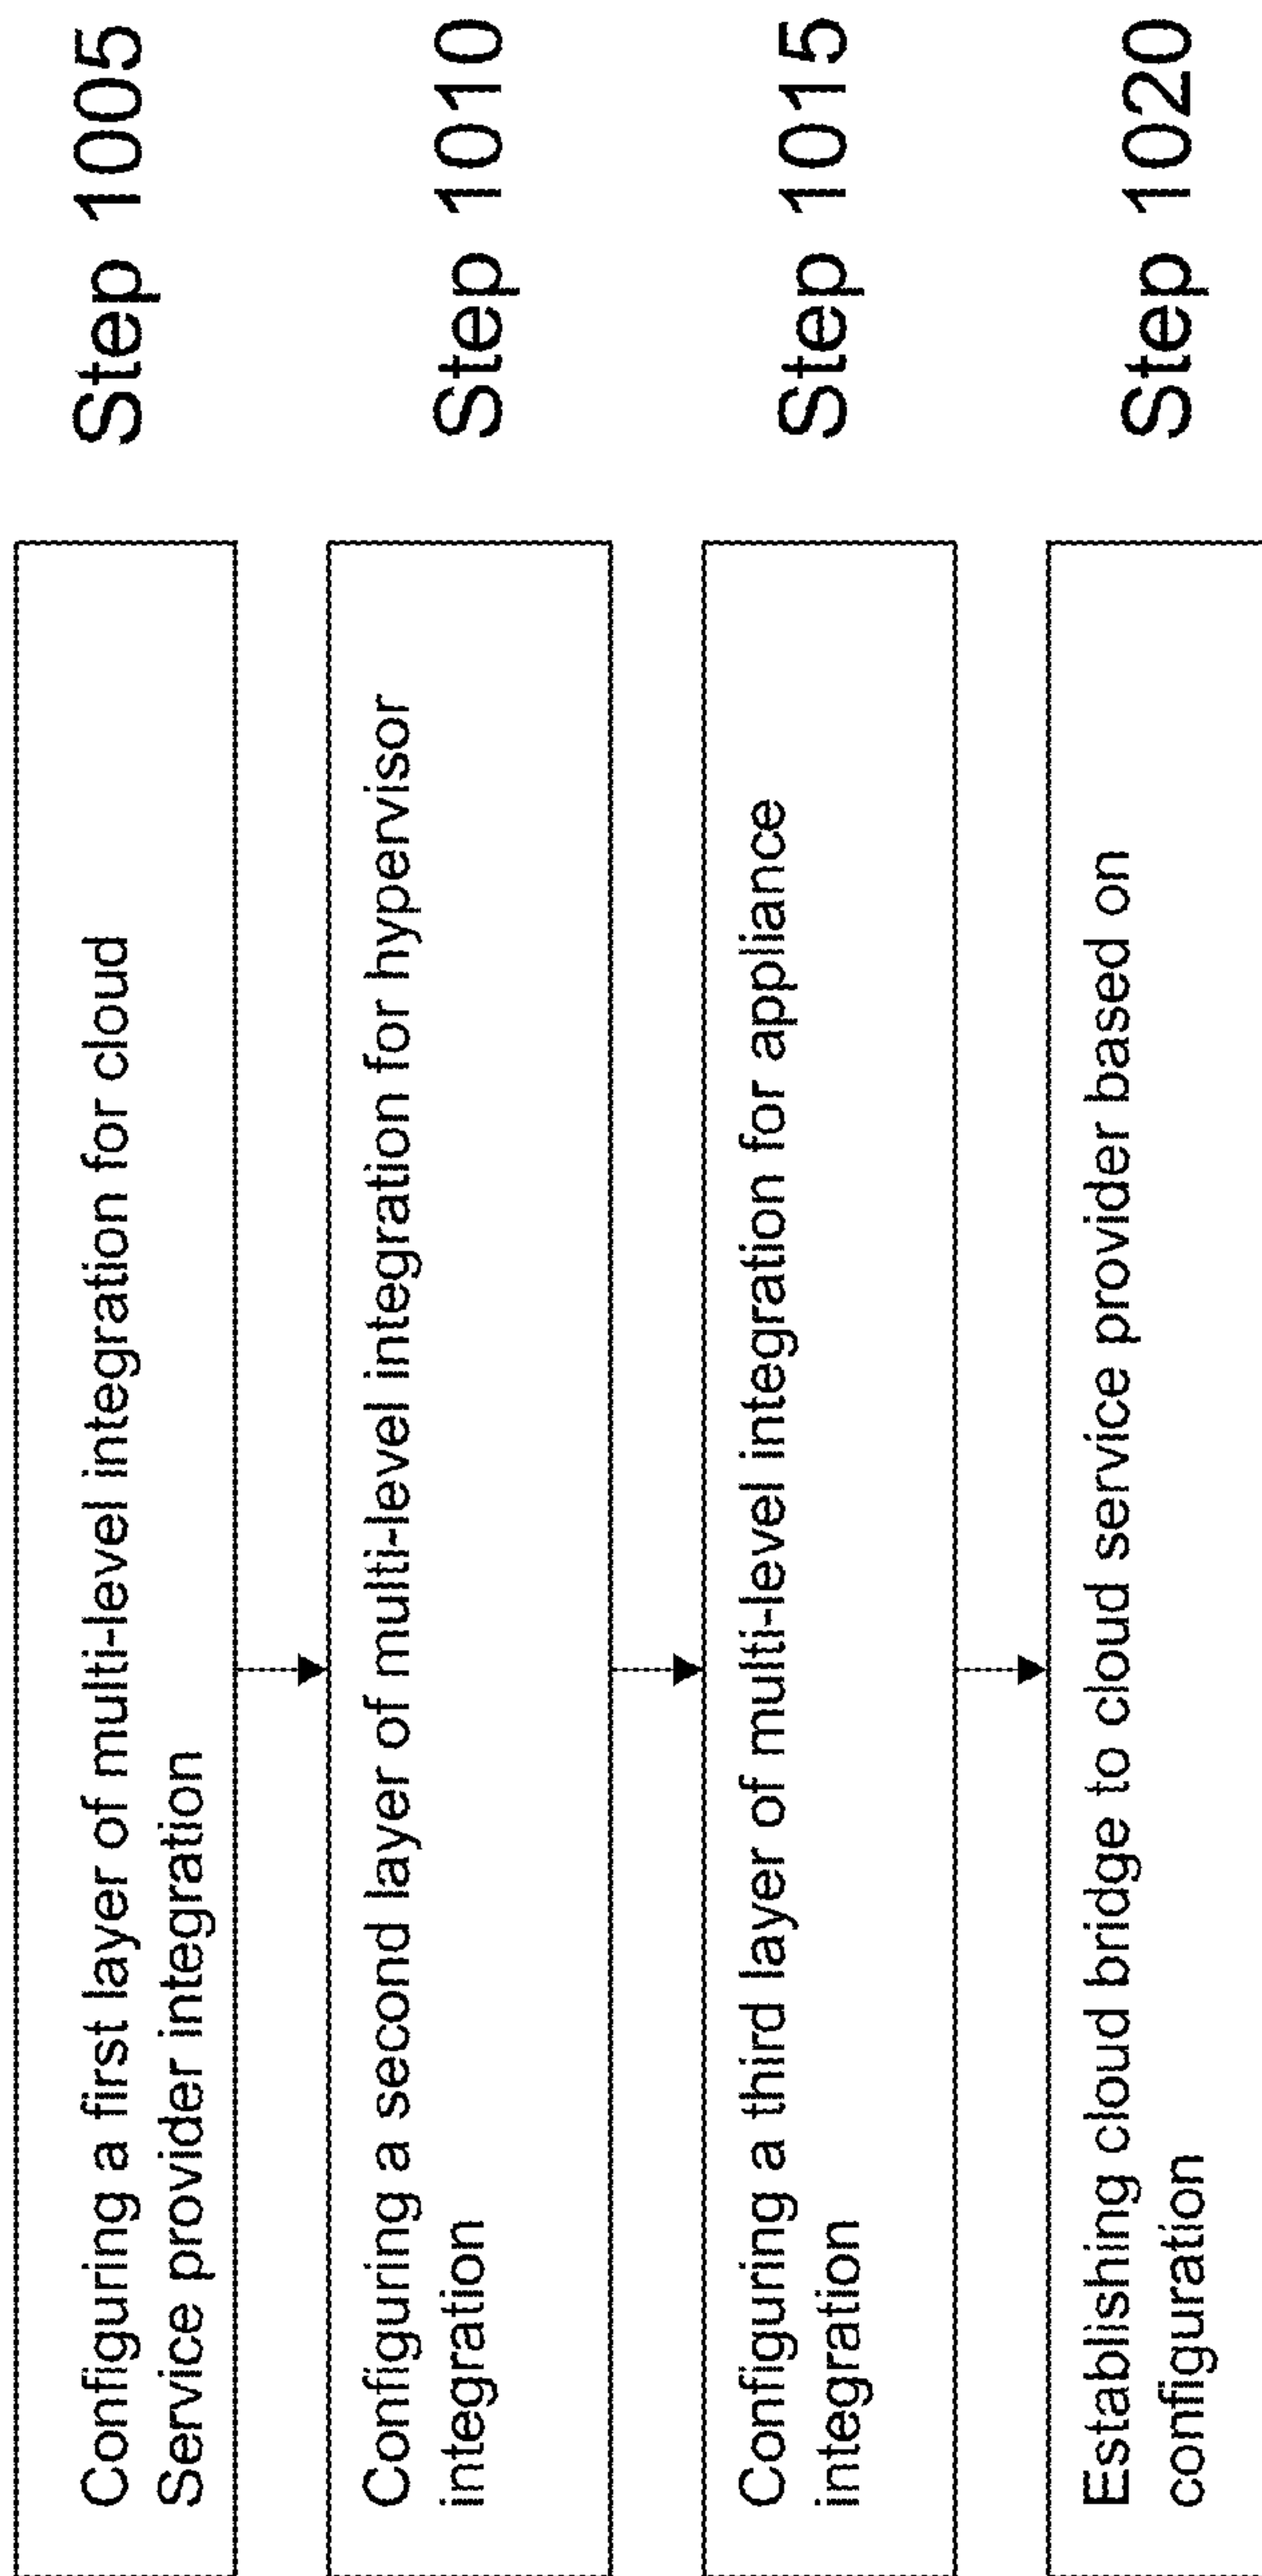 Configuring a first layer of multi-level integration for cloud
Service provider integration
Step 1005
Configuring a second layer of multi-level integration for hypervisor
integration
Step 1010
Configuring a third layer of multi-level integration for appliance
integration
Step 1015
Establishing cloud bridge to cloud service provider based on
configuration
Step 1020